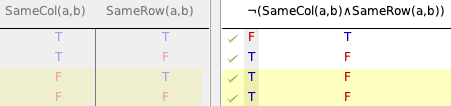 SameCol(a,b) SameRow(a,b) ¬(SameCol(a,b)∧SameRow(a,b))
T T ✓ F T
T F ✓ T F
F T ✓ T F
F F ✓ T F